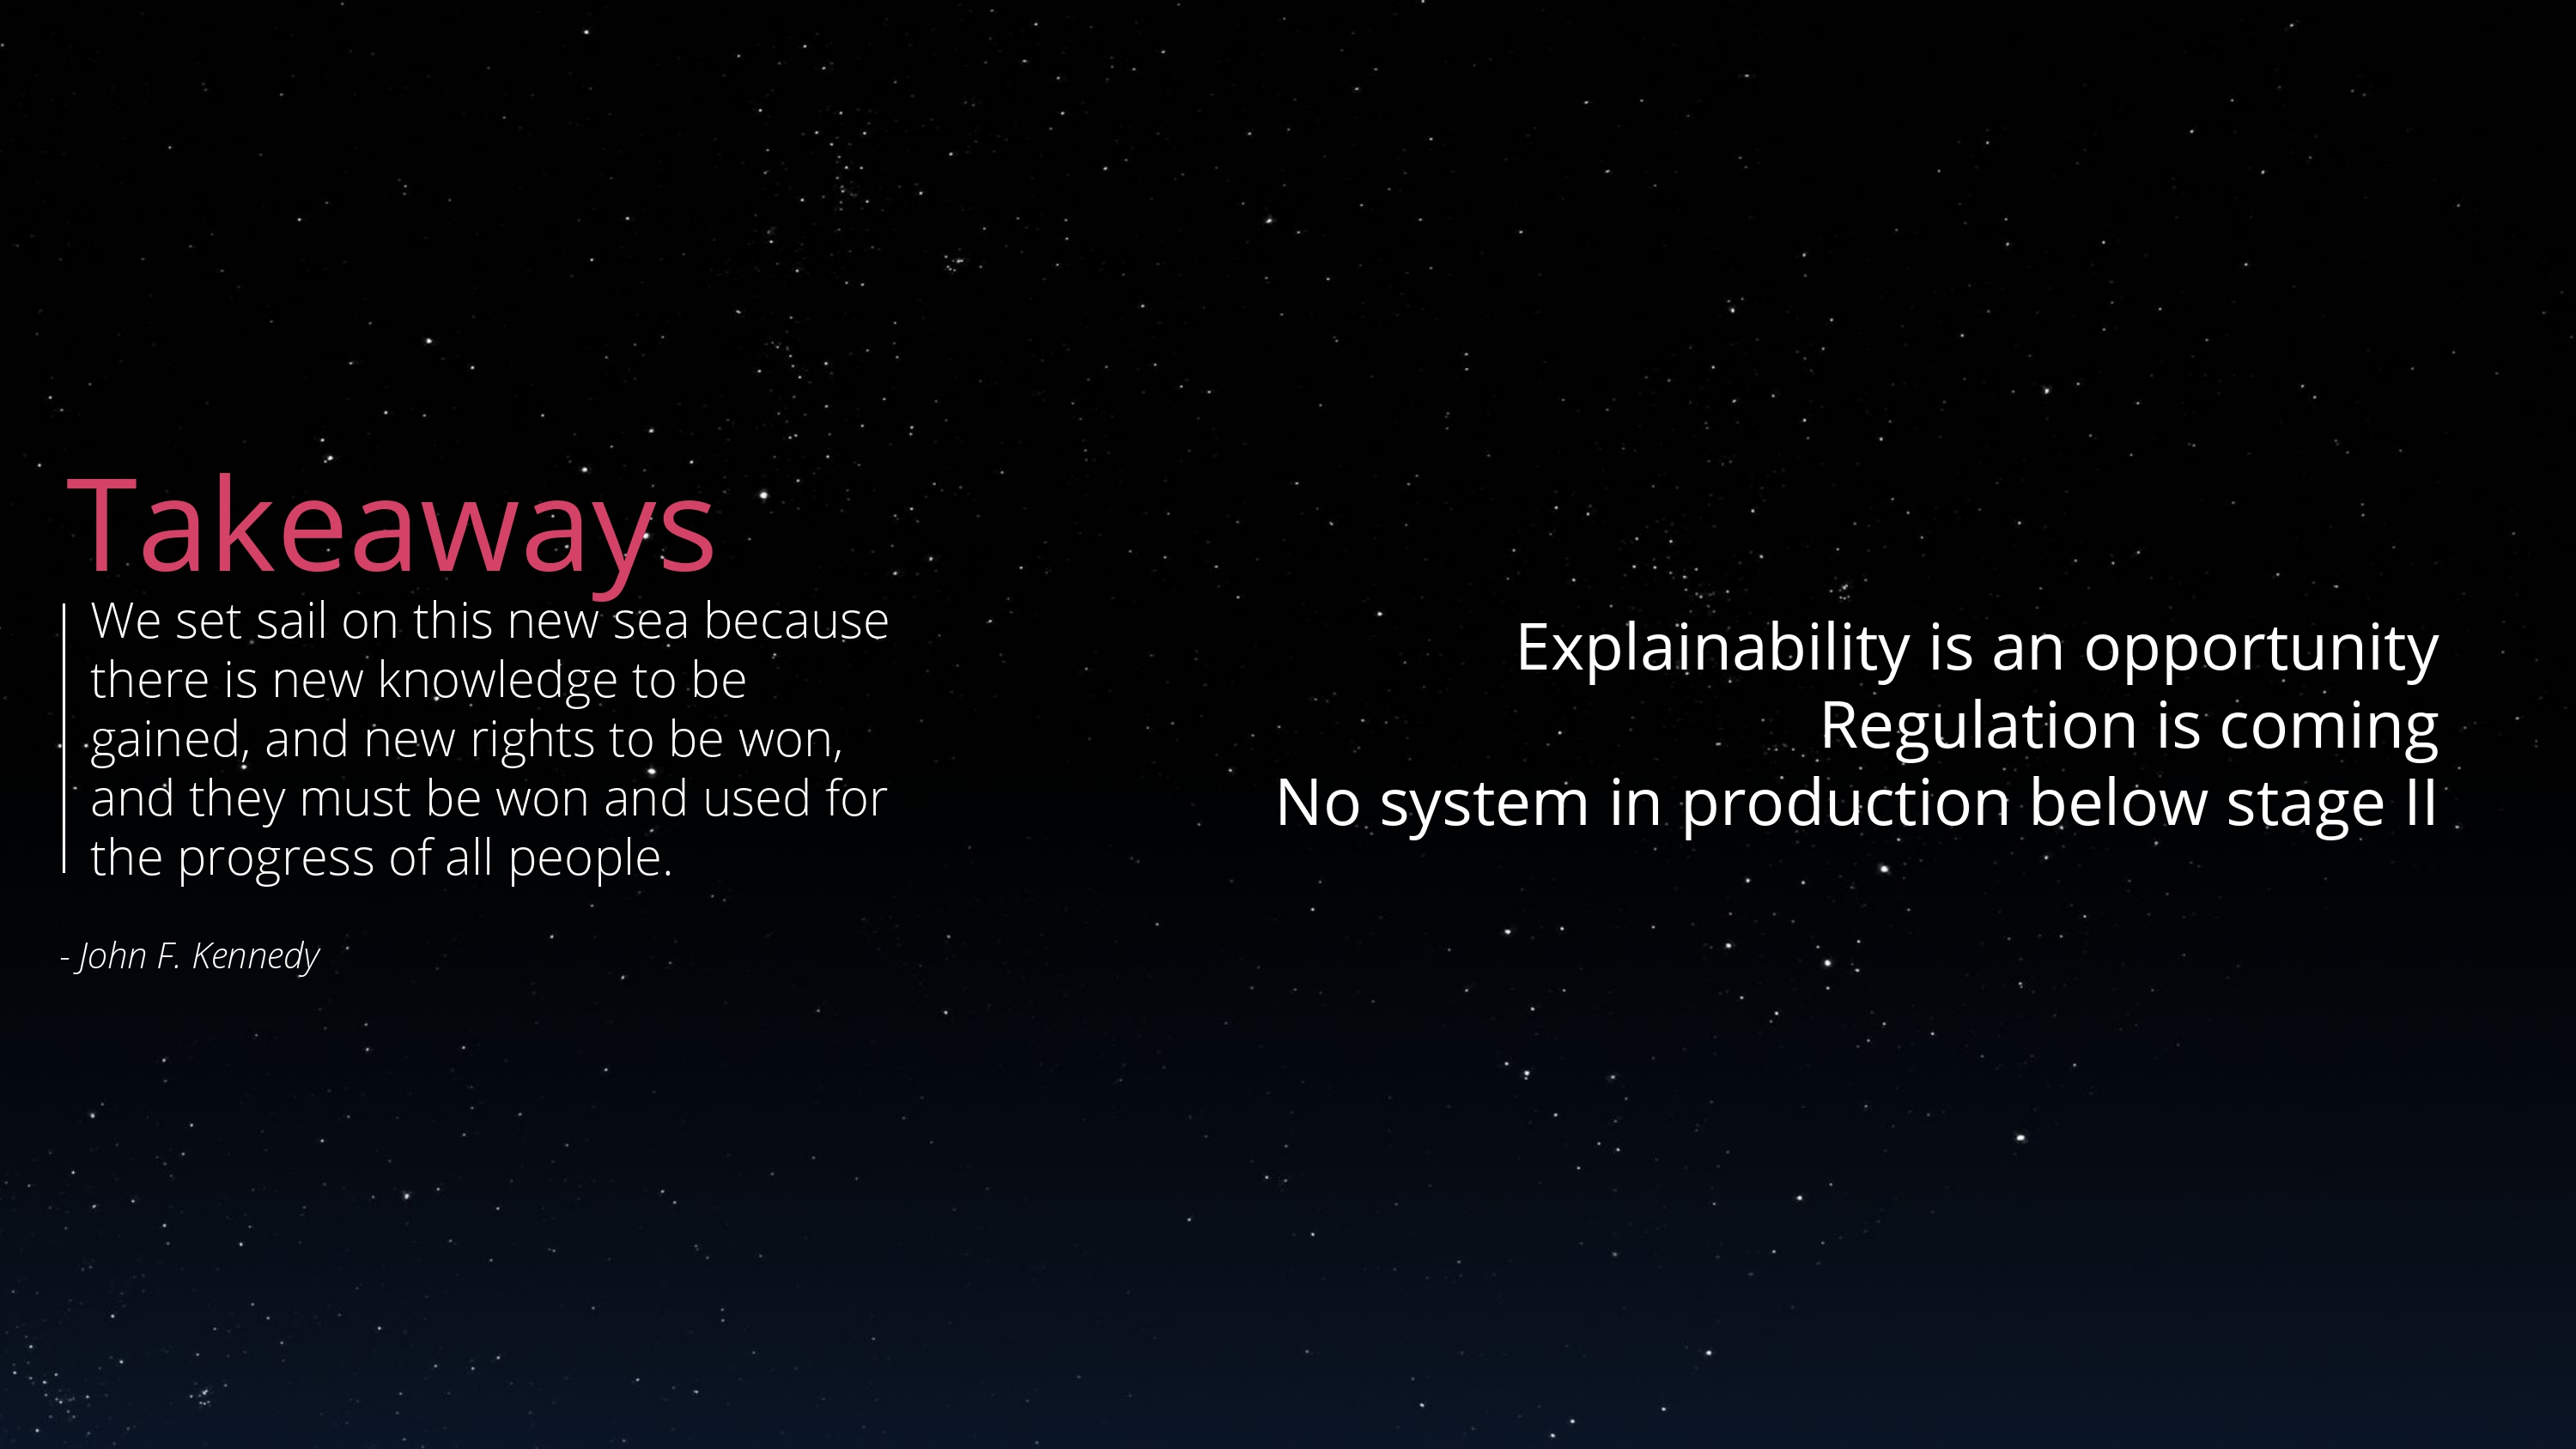 Takeaways
We set sail on this new sea because
there is new knowledge to be
gained, and new rights to be won,
and they must be won and used for
the progress of all people.
- John F. Kennedy
Explainability is an opportunity
Regulation is coming
No system in production below stage II